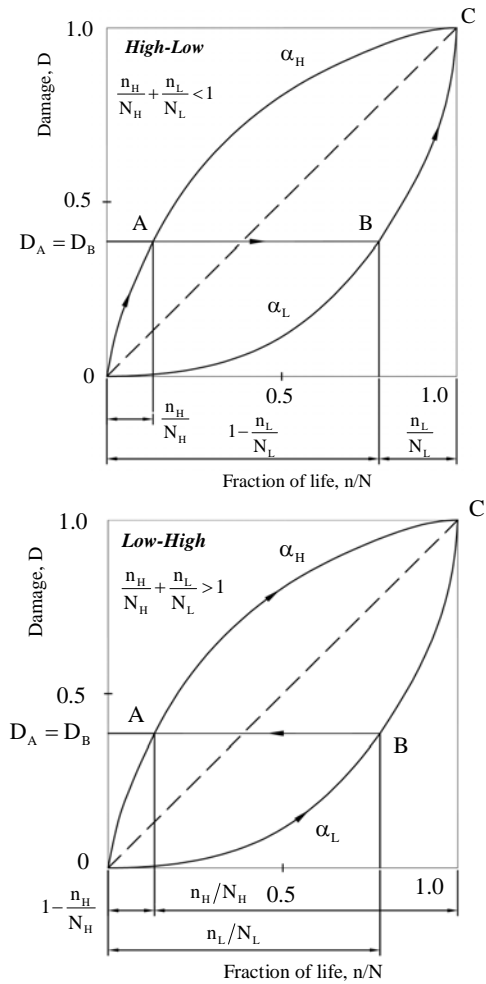 C
1.0
High-Low
α_H
n_H/N_H + n_L/N_L < 1
Damage, D
0.5
A
B
D_A = D_B
α_L
0
0.5
1.0
n_H/N_H
1− n_L/N_L
n_L/N_L
Fraction of life, n/N
C
1.0
Low-High
α_H
n_H/N_H + n_L/N_L > 1
Damage, D
0.5
A
D_A = D_B
B
α_L
0
1− n_H/N_H
n_H/N_H
0.5
1.0
n_L/N_L
Fraction of life, n/N